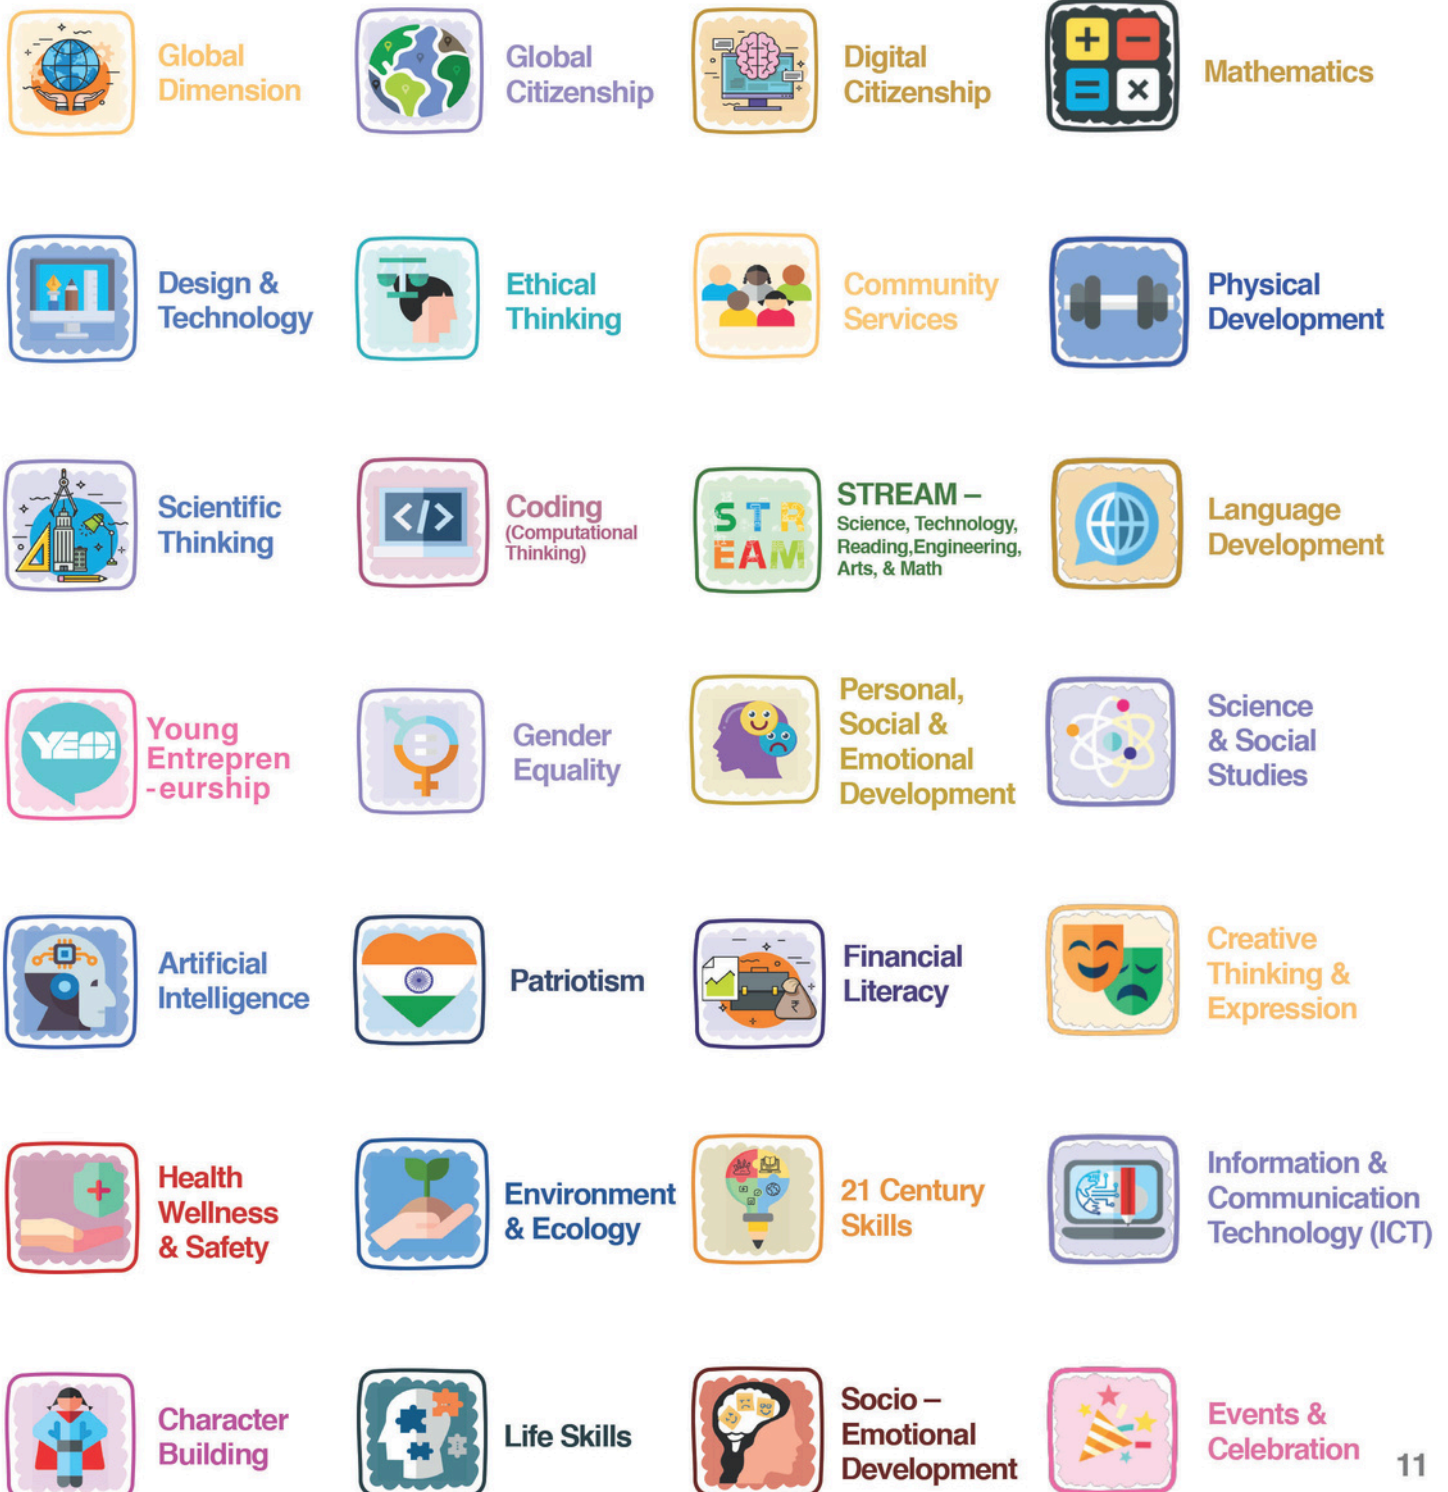 Global
Dimension
Global
Citizenship
Digital
Citizenship
Mathematics
Design &
Technology
Ethical
Thinking
Community
Services
Physical
Development
Scientific
Thinking
</>
Coding
(Computational
Thinking)
STR
EAM
STREAM –
Science, Technology,
Reading,Engineering,
Arts, & Math
Language
Development
YEO!
Young
Entrepren
-eurship
Gender
Equality
Personal,
Social &
Emotional
Development
Science
& Social
Studies
Artificial
Intelligence
Patriotism
₹
Financial
Literacy
Creative
Thinking &
Expression
Health
Wellness
& Safety
Environment
& Ecology
21 Century
Skills
Information &
Communication
Technology (ICT)
Character
Building
Life Skills
Socio –
Emotional
Development
Events &
Celebration
11